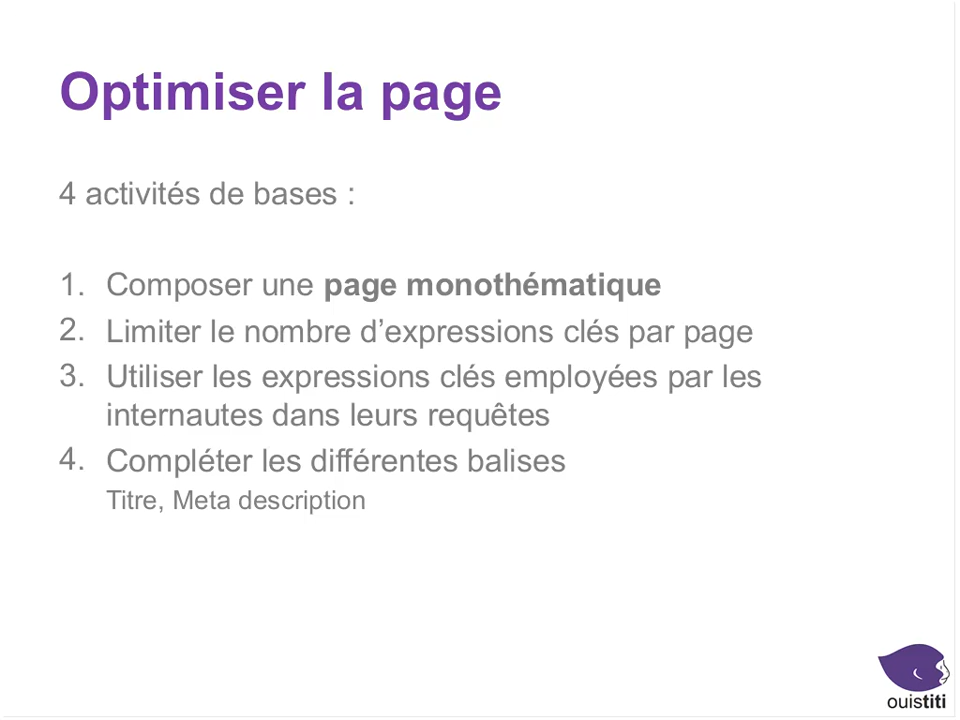 Optimiser la page
4 activités de bases :
1. Composer une page monothématique
2. Limiter le nombre d’expressions clés par page
3. Utiliser les expressions clés employées par les
internautes dans leurs requêtes
4. Compléter les différentes balises
Titre, Meta description
ouistiti